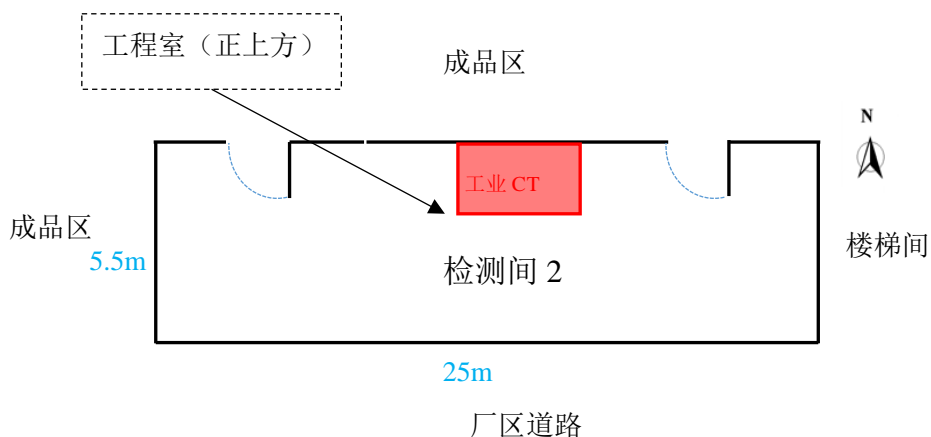 工程室（正上方）
成品区
N
工业 CT
成品区
楼梯间
5.5m
检测间 2
25m
厂区道路